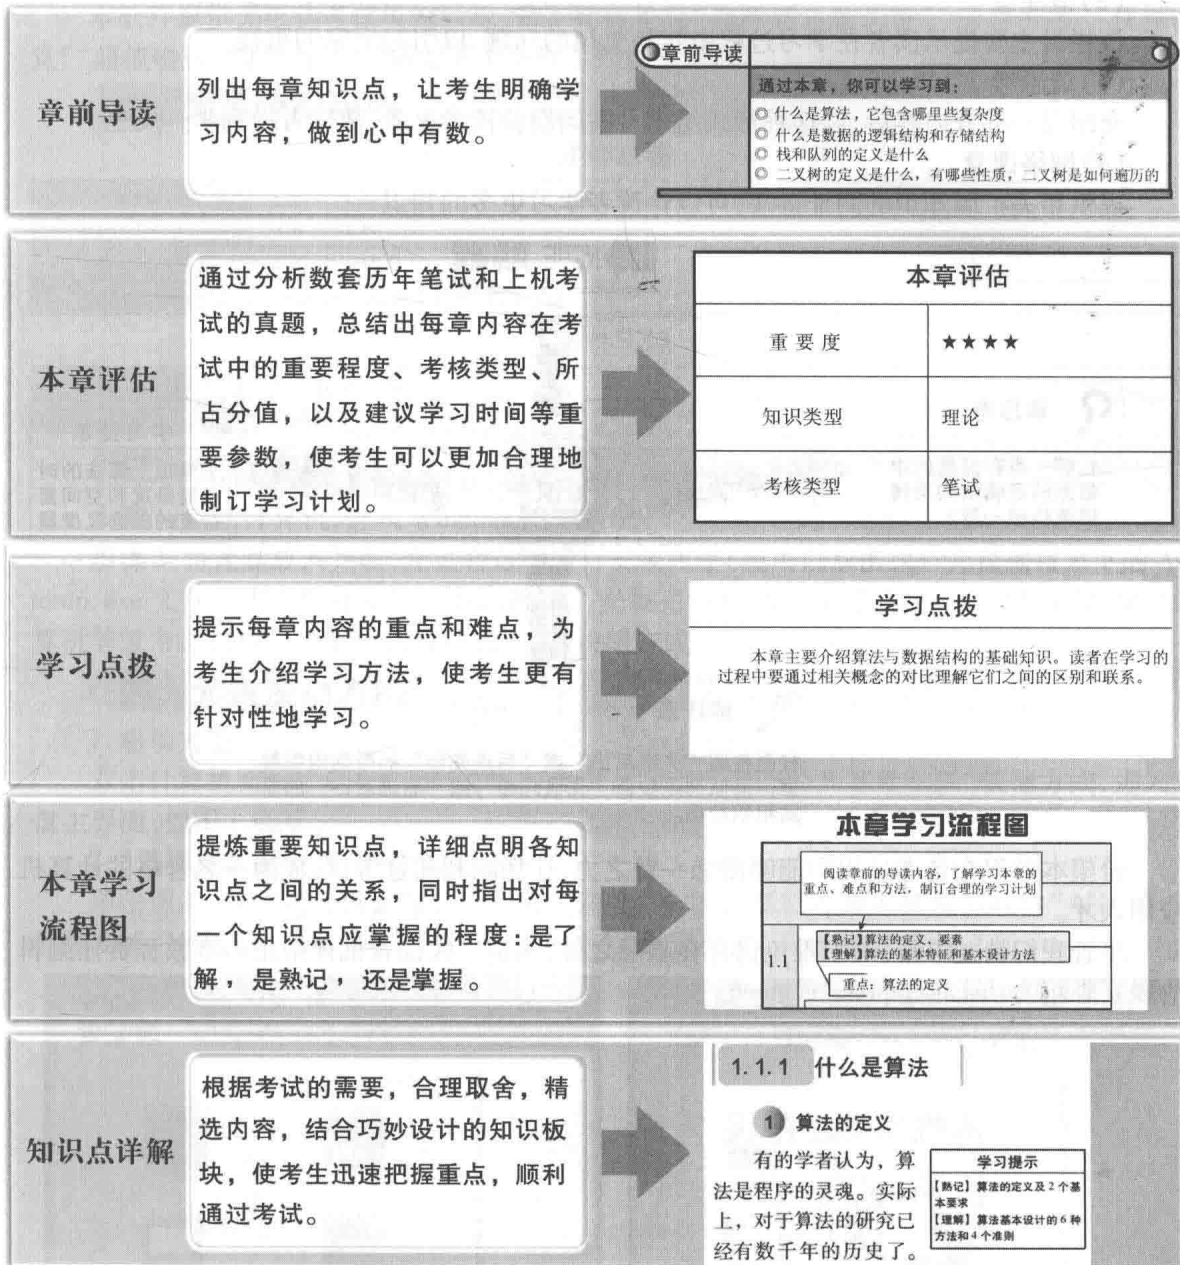 章前导读
列出每章知识点，让考生明确学
习内容，做到心中有数。
章前导读
通过本章，你可以学习到：
◎ 什么是算法，它包含哪里些复杂度
◎ 什么是数据的逻辑结构和存储结构
◎ 栈和队列的定义是什么
◎ 二叉树的定义是什么，有哪些性质，二叉树是如何遍历的
本章评估
通过分析数套历年笔试和上机考
试的真题，总结出每章内容在考
试中的重要程度、考核类型、所
占分值，以及建议学习时间等重
要参数，使考生可以更加合理地
制订学习计划。
本章评估
重 要 度 ★★★★
知识类型 理论
考核类型 笔试
学习点拨
提示每章内容的重点和难点，为
考生介绍学习方法，使考生更有
针对性地学习。
学习点拨
本章主要介绍算法与数据结构的基础知识。读者在学习的
过程中要通过相关概念的对比理解它们之间的区别和联系。
本章学习
流程图
提炼重要知识点，详细点明各知
识点之间的关系，同时指出对每
一个知识点应掌握的程度：是了
解，是熟记，还是掌握。
本章学习流程图
阅读章前的导读内容，了解学习本章的
重点、难点和方法，制订合理的学习计划
1.1
【熟记】算法的定义、要素
【理解】算法的基本特征和基本设计方法
重点：算法的定义
知识点详解
根据考试的需要，合理取舍，精
选内容，结合巧妙设计的知识板
块，使考生迅速把握重点，顺利
通过考试。
1.1.1 什么是算法
1 算法的定义
有的学者认为，算
法是程序的灵魂。实际
上，对于算法的研究已
经有数千年的历史了。
学习提示
【熟记】算法的定义及2个基
本要求
【理解】算法基本设计的6种
方法和4个准则